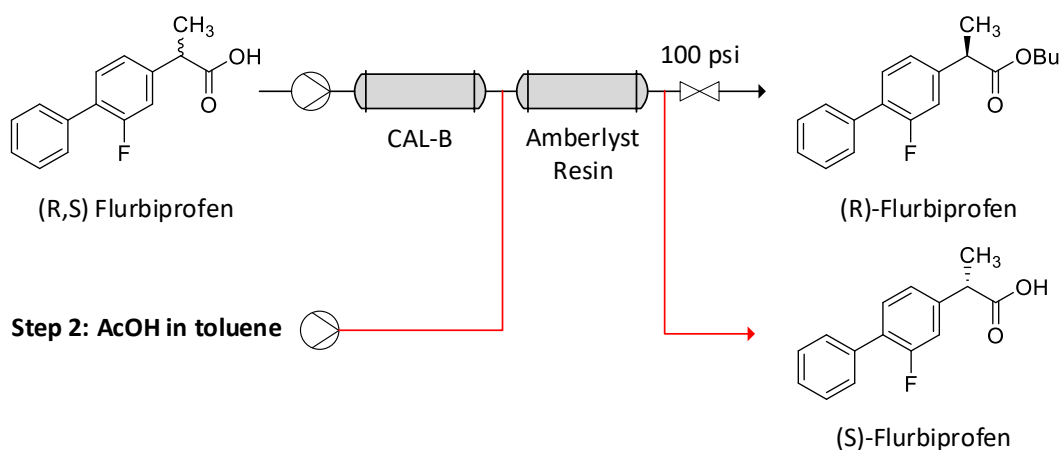 CH3
OH
O
F
(R,S) Flurbiprofen
CAL-B
Amberlyst
Resin
100 psi
CH3
OBu
O
F
(R)-Flurbiprofen
Step 2: AcOH in toluene
CH3
OH
O
F
(S)-Flurbiprofen